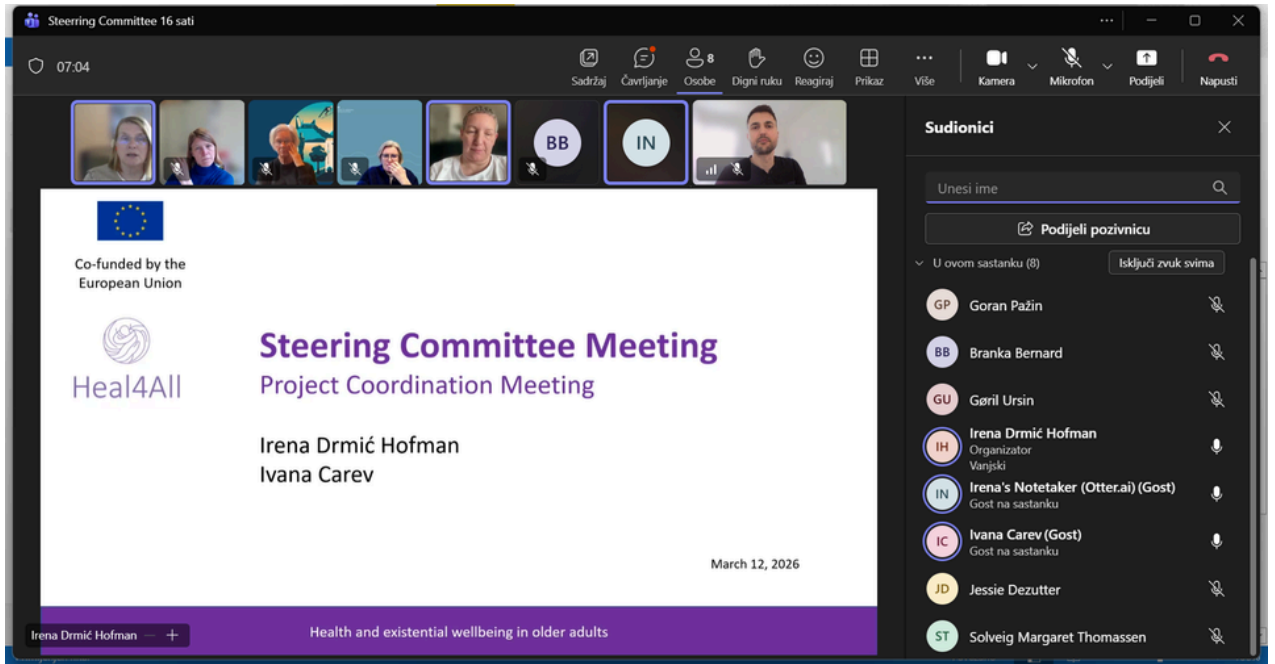 Steerring Committee 16 sati
07:04
Sadržaj
Čavrljanje
8
Osobe
Digni ruku
Reagiraj
Prikaz
Više
Kamera
Mikrofon
Podijeli
Napusti
BB
IN
Co-funded by the
European Union
Heal4All
Steering Committee Meeting
Project Coordination Meeting
Irena Drmić Hofman
Ivana Carev
March 12, 2026
Health and existential wellbeing in older adults
Irena Drmić Hofman
Sudionici
Unesi ime
Podijeli pozivnicu
U ovom sastanku (8)
Isključi zvuk svima
GP
Goran Pažin
BB
Branka Bernard
GU
Gøril Ursin
IH
Irena Drmić Hofman
Organizator
Vanjski
IN
Irena's Notetaker (Otter.ai) (Gost)
Gost na sastanku
IC
Ivana Carev (Gost)
Gost na sastanku
JD
Jessie Dezutter
ST
Solveig Margaret Thomassen